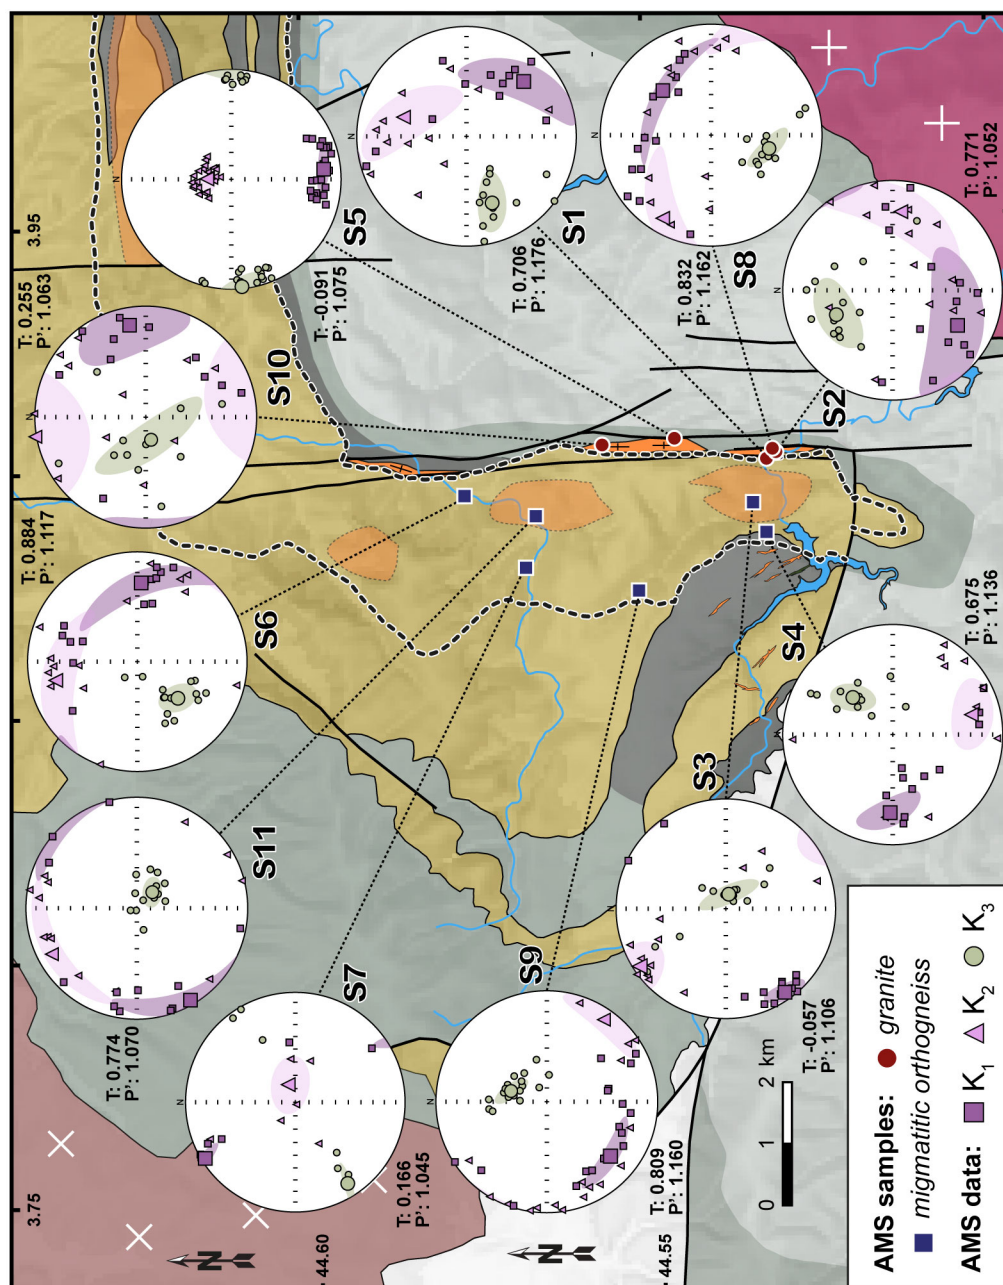 3.95
3.75
44.60
44.55
N
S5
T: -0.091
P': 1.075
N
S1
T: 0.706
P': 1.176
N
S8
T: 0.832
P': 1.162
N
S2
T: 0.771
P': 1.052
N
S10
T: 0.255
P': 1.063
N
S6
T: 0.884
P': 1.117
N
S11
T: 0.774
P': 1.070
N
S7
T: 0.166
P': 1.045
N
S9
T: 0.809
P': 1.160
N
S3
T: -0.057
P': 1.106
N
S4
T: 0.675
P': 1.136
N
N
0 1 2 km
AMS samples: granite
migmatitic orthogneiss
AMS data: K1 K2 K3